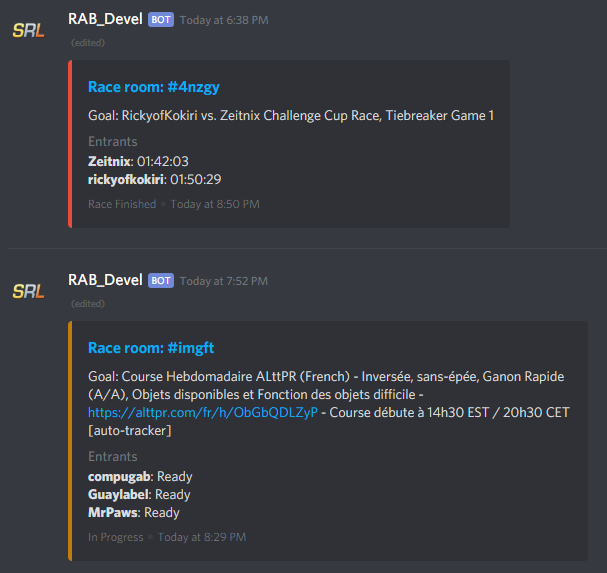 SRL
RAB_Devel BOT Today at 6:38 PM
(edited)
Race room: #4nzgy
Goal: RickyofKokiri vs. Zeitnix Challenge Cup Race, Tiebreaker Game 1
Entrants
Zeitnix: 01:42:03
rickyofkokiri: 01:50:29
Race Finished • Today at 8:50 PM
SRL
RAB_Devel BOT Today at 7:52 PM
(edited)
Race room: #imgft
Goal: Course Hebdomadaire ALttPR (French) - Inversée, sans-épée, Ganon Rapide
(A/A), Objets disponibles et Fonction des objets difficile -
https://alttpr.com/fr/h/ObGbQDLZyP - Course débute à 14h30 EST / 20h30 CET
[auto-tracker]
Entrants
compugab: Ready
Guaylabel: Ready
MrPaws: Ready
In Progress • Today at 8:29 PM